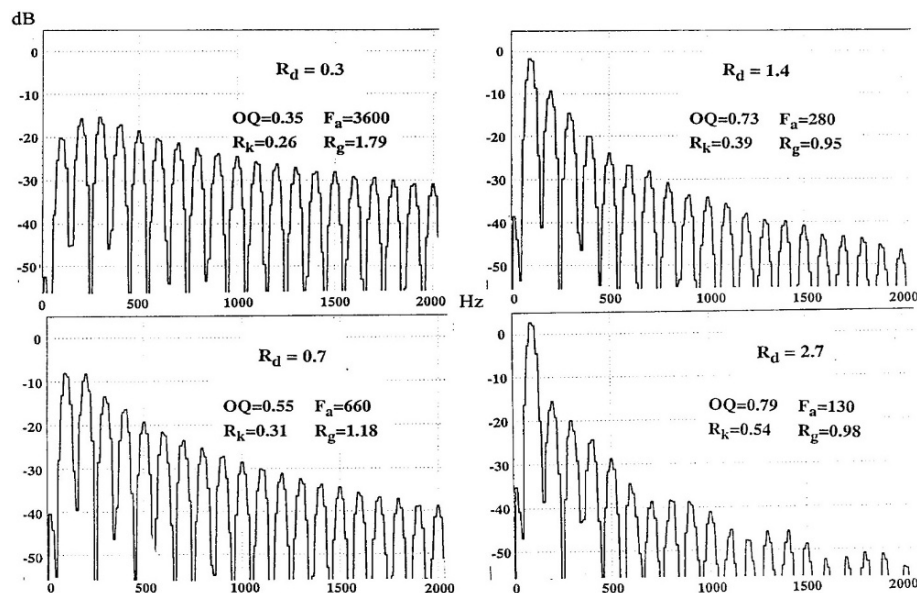 dB
0
-10
-20
-30
-40
-50
R_d = 0.3
OQ=0.35 F_a=3600
R_k=0.26 R_g=1.79
0 500 1000 1500 2000
0
-10
-20
-30
-40
-50
R_d = 1.4
OQ=0.73 F_a=280
R_k=0.39 R_g=0.95
0 500 1000 1500 2000
Hz
0
-10
-20
-30
-40
-50
R_d = 0.7
OQ=0.55 F_a=660
R_k=0.31 R_g=1.18
0 500 1000 1500 2000
0
-10
-20
-30
-40
-50
R_d = 2.7
OQ=0.79 F_a=130
R_k=0.54 R_g=0.98
0 500 1000 1500 2000